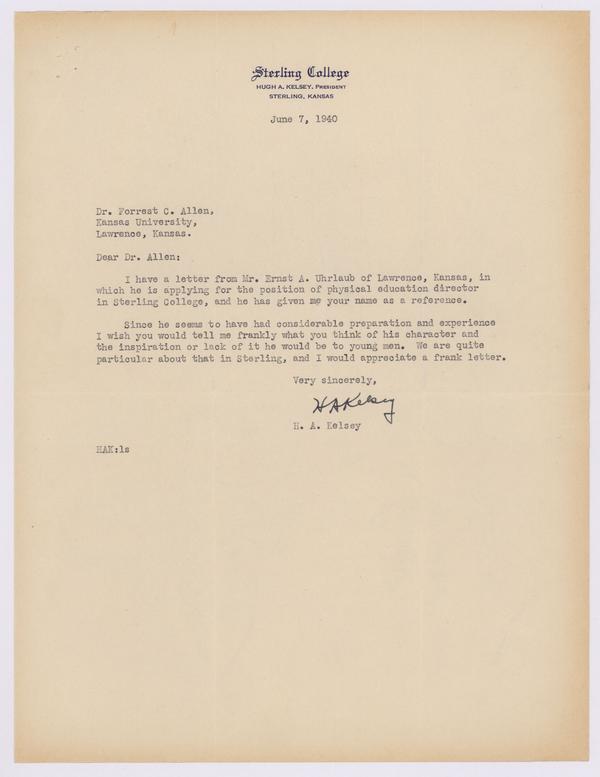 Sterling College
HUGH A. KELSEY, PRESIDENT
STERLING, KANSAS
June 7, 1940
Dr. Forrest C. Allen,
Kansas University,
Lawrence, Kansas.
Dear Dr. Allen:
I have a letter from Mr. Ernst A. Uhrlaub of Lawrence, Kansas, in
which he is applying for the position of physical education director
in Sterling College, and he has given me your name as a reference.
Since he seems to have had considerable preparation and experience
I wish you would tell me frankly what you think of his character and
the inspiration or lack of it he would be to young men. We are quite
particular about that in Sterling, and I would appreciate a frank letter.
Very sincerely,
H A Kelsey
H. A. Kelsey
HAK:ls